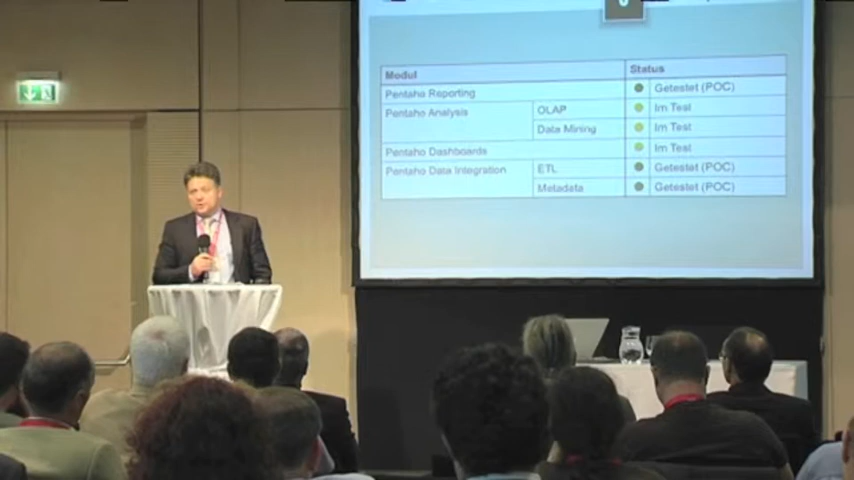 Modul Status
Pentaho Reporting Getestet (POC)
Pentaho Analysis OLAP Im Test
Data Mining Im Test
Pentaho Dashboards Im Test
Pentaho Data Integration ETL Getestet (POC)
Metadata Getestet (POC)